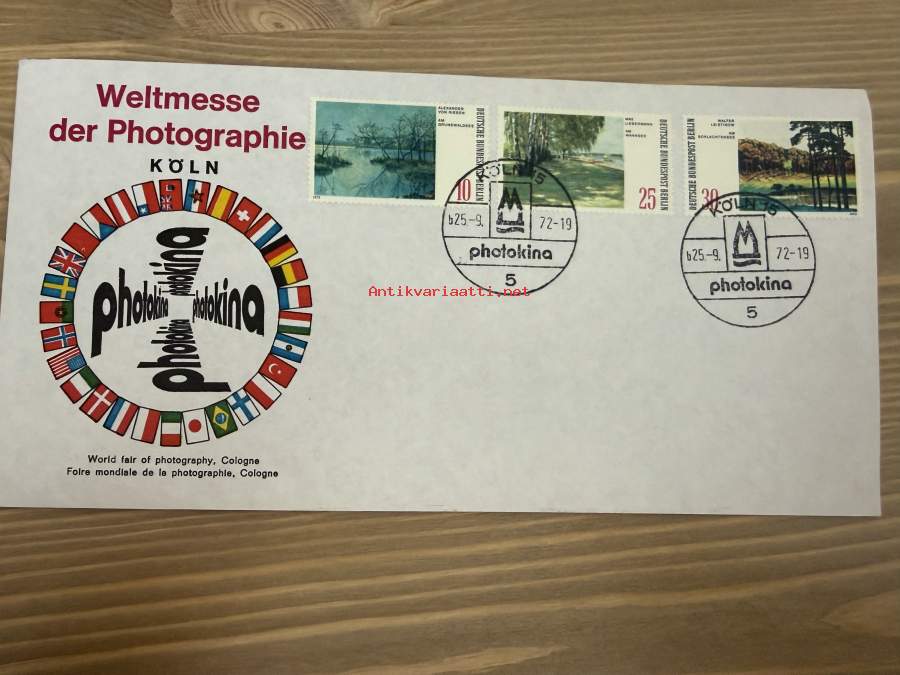 Weltmesse
der Photographie
KÖLN
photokina
photokina
photokina
photokina
World fair of photography, Cologne
Foire mondiale de la photographie, Cologne
ALEXANDER
VON RIESEN
AM
GRUNEWALDSEE
10
DEUTSCHE BUNDESPOST BERLIN
MAX
LIEBERMANN
AM
WANNSEE
25
DEUTSCHE BUNDESPOST BERLIN
DEUTSCHE BUNDESPOST BERLIN
30
WALTER
LEISTIKOW
AM
SCHLACHTENSEE
KÖLN 15
b25.-9. 72-19
photokina
5
KÖLN 15
b25.-9. 72-19
photokina
5
Antikvariaatti.net